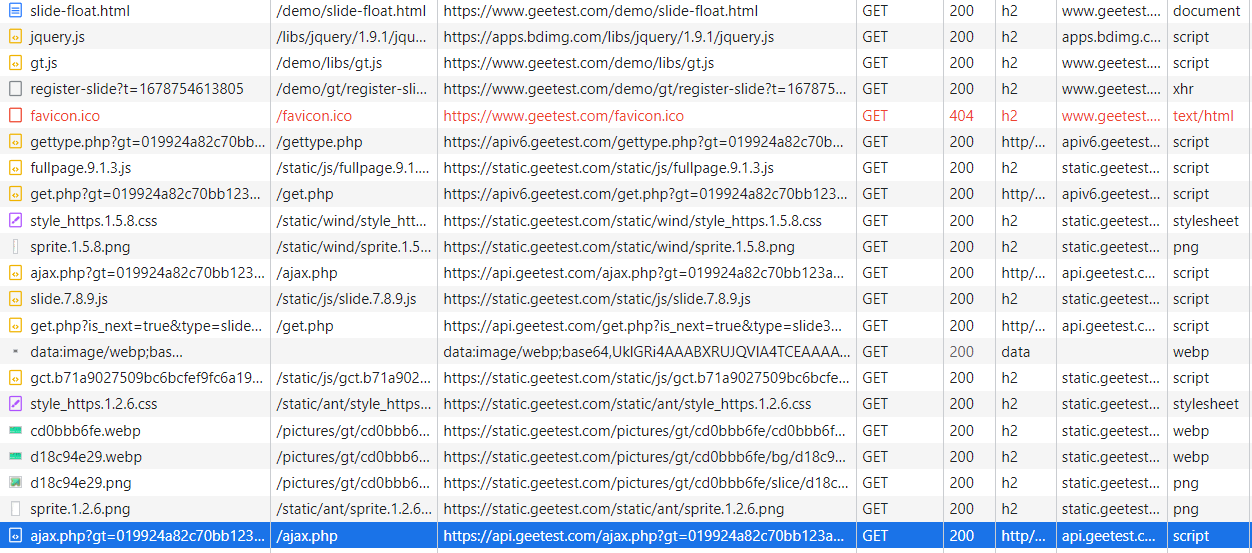 slide-float.html /demo/slide-float.html https://www.geetest.com/demo/slide-float.html GET 200 h2 www.geetest.... document
jquery.js /libs/jquery/1.9.1/jqu... https://apps.bdimg.com/libs/jquery/1.9.1/jquery.js GET 200 h2 apps.bdimg.c... script
gt.js /demo/libs/gt.js https://www.geetest.com/demo/libs/gt.js GET 200 h2 www.geetest.... script
register-slide?t=1678754613805 /demo/gt/register-sli... https://www.geetest.com/demo/gt/register-slide?t=167875... GET 200 h2 www.geetest.... xhr
favicon.ico /favicon.ico https://www.geetest.com/favicon.ico GET 404 h2 www.geetest.... text/html
gettype.php?gt=019924a82c70bb... /gettype.php https://apiv6.geetest.com/gettype.php?gt=019924a82c70b... GET 200 http/... apiv6.geetest... script
fullpage.9.1.3.js /static/js/fullpage.9.1.... https://static.geetest.com/static/js/fullpage.9.1.3.js GET 200 h2 static.geetest... script
get.php?gt=019924a82c70bb123... /get.php https://apiv6.geetest.com/get.php?gt=019924a82c70bb12... GET 200 http/... apiv6.geetest... script
style_https.1.5.8.css /static/wind/style_htt... https://static.geetest.com/static/wind/style_https.1.5.8.css GET 200 h2 static.geetest... stylesheet
sprite.1.5.8.png /static/wind/sprite.1.5... https://static.geetest.com/static/wind/sprite.1.5.8.png GET 200 h2 static.geetest... png
ajax.php?gt=019924a82c70bb123... /ajax.php https://api.geetest.com/ajax.php?gt=019924a82c70bb123a... GET 200 http/... api.geetest.c... script
slide.7.8.9.js /static/js/slide.7.8.9.js https://static.geetest.com/static/js/slide.7.8.9.js GET 200 h2 static.geetest... script
get.php?is_next=true&type=slide... /get.php https://api.geetest.com/get.php?is_next=true&type=slide3... GET 200 http/... api.geetest.c... script
data:image/webp;bas... data:image/webp;base64,UklGRi4AAABXRUJQVlA4TCEAAAA... GET 200 data webp
gct.b71a9027509bc6bcfef9fc6a19... /static/js/gct.b71a902... https://static.geetest.com/static/js/gct.b71a9027509bc6bcfe... GET 200 h2 static.geetest... script
style_https.1.2.6.css /static/ant/style_https... https://static.geetest.com/static/ant/style_https.1.2.6.css GET 200 h2 static.geetest... stylesheet
cd0bbb6fe.webp /pictures/gt/cd0bbb6... https://static.geetest.com/pictures/gt/cd0bbb6fe/cd0bbb6f... GET 200 h2 static.geetest... webp
d18c94e29.webp /pictures/gt/cd0bbb6... https://static.geetest.com/pictures/gt/cd0bbb6fe/bg/d18c9... GET 200 h2 static.geetest... webp
d18c94e29.png /pictures/gt/cd0bbb6... https://static.geetest.com/pictures/gt/cd0bbb6fe/slice/d18c... GET 200 h2 static.geetest... png
sprite.1.2.6.png /static/ant/sprite.1.2.6... https://static.geetest.com/static/ant/sprite.1.2.6.png GET 200 h2 static.geetest... png
ajax.php?gt=019924a82c70bb123... /ajax.php https://api.geetest.com/ajax.php?gt=019924a82c70bb123a... GET 200 http/... api.geetest.c... script